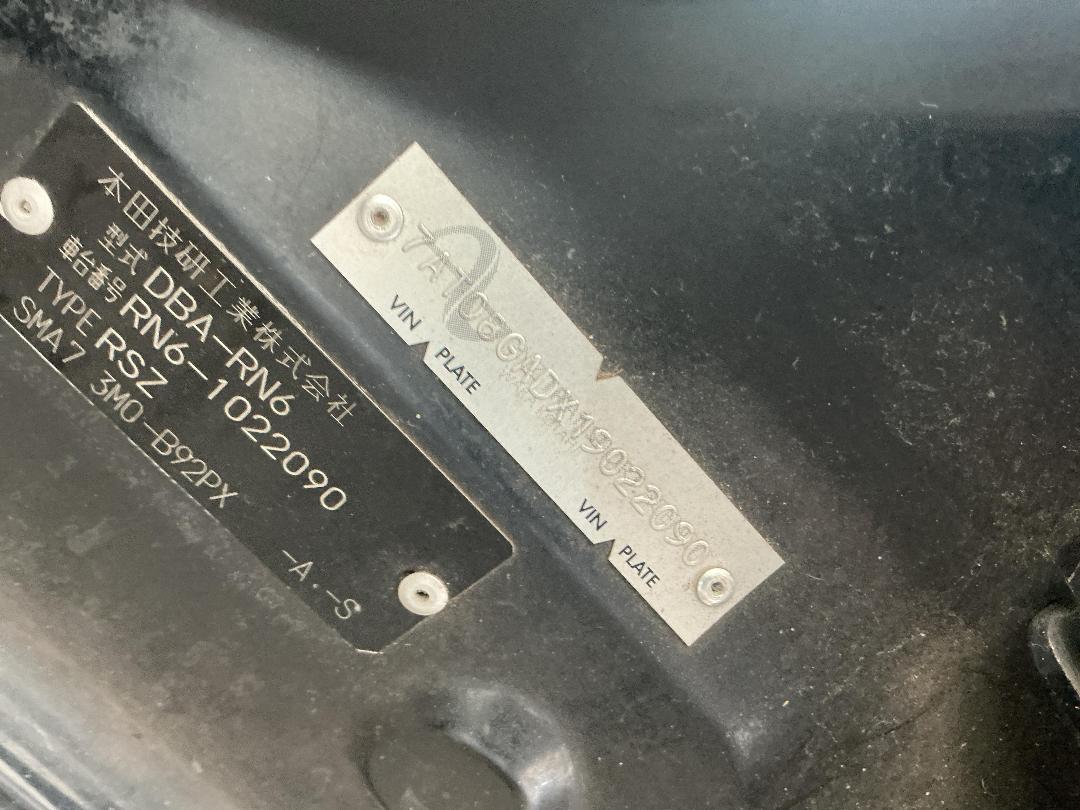 本田技研工業株式会社
型式 DBA-RN6
車台番号 RN6-1022090
TYPE RSZ
SMA7 3M0-B92PX
-A・-S
VIN PLATE
VIN PLATE